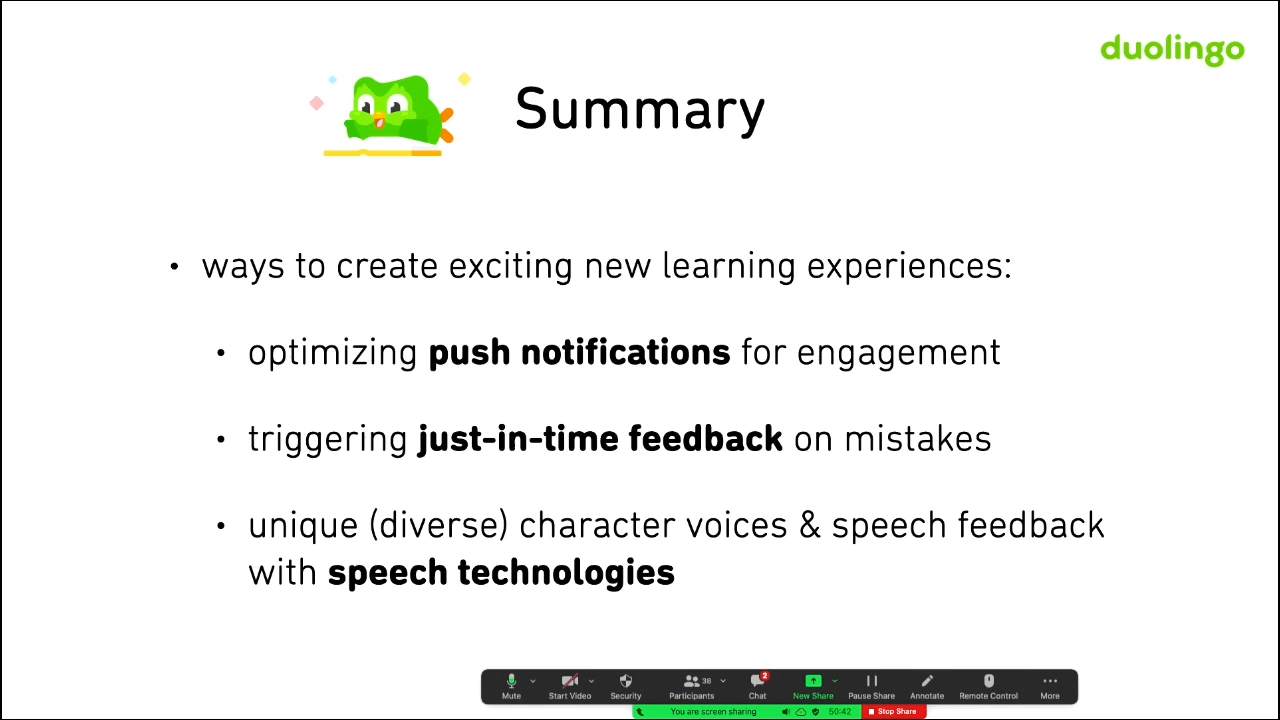 duolingo
Summary
• ways to create exciting new learning experiences:
• optimizing push notifications for engagement
• triggering just-in-time feedback on mistakes
• unique (diverse) character voices & speech feedback
with speech technologies
Mute Start Video Security Participants 38 Chat 2 New Share Pause Share Annotate Remote Control More
You are screen sharing 50:42 Stop Share